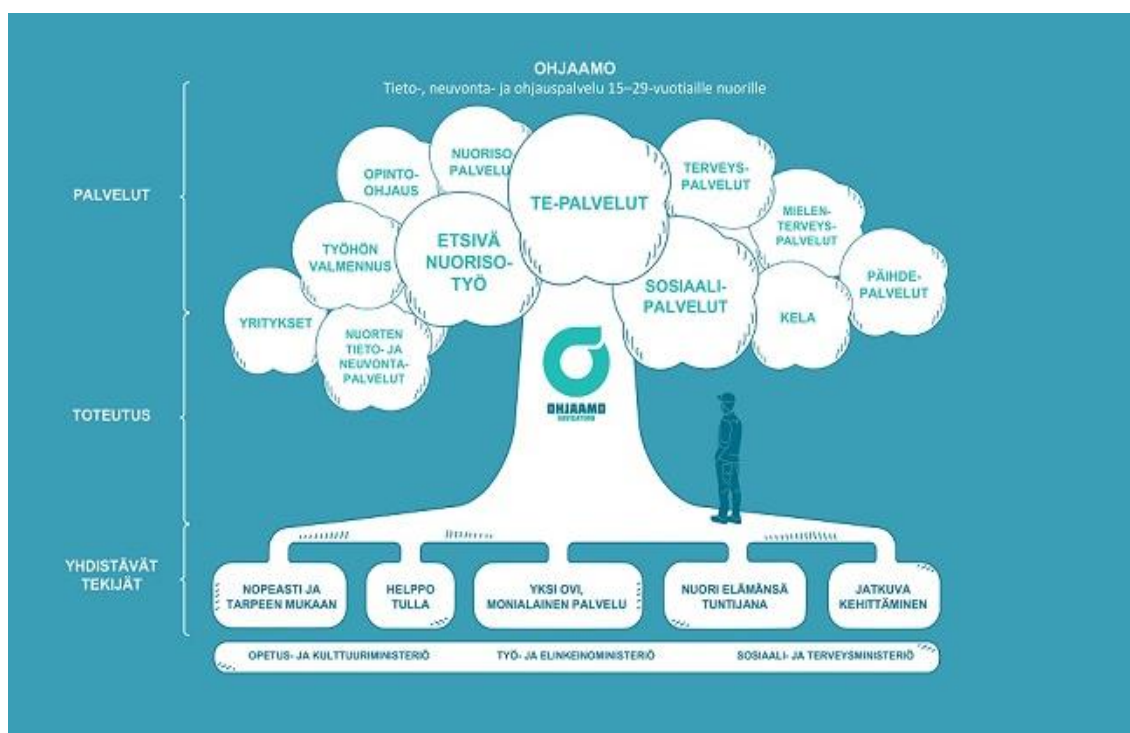 OHJAAMO
Tieto-, neuvonta- ja ohjauspalvelu 15–29-vuotiaille nuorille
PALVELUT
TOTEUTUS
YHDISTÄVÄT
TEKIJÄT
YRITYKSET
TYÖHÖN
VALMENNUS
NUORTEN
TIETO- JA
NEUVONTA-
PALVELUT
OPINTO-
OHJAUS
NUORISO
PALVELU
ETSIVÄ
NUORISO-
TYÖ
TE-PALVELUT
TERVEYS-
PALVELUT
MIELEN-
TERVEYS-
PALVELUT
SOSIAALI-
PALVELUT
KELA
PÄIHDE-
PALVELUT
OHJAAMO
NAVIGATORN
NOPEASTI JA
TARPEEN MUKAAN
HELPPO
TULLA
YKSI OVI,
MONIALAINEN PALVELU
NUORI ELÄMÄNSÄ
TUNTIJANA
JATKUVA
KEHITTÄMINEN
OPETUS- JA KULTTUURIMINISTERIÖ
TYÖ- JA ELINKEINOMINISTERIÖ
SOSIAALI- JA TERVEYSMINISTERIÖ